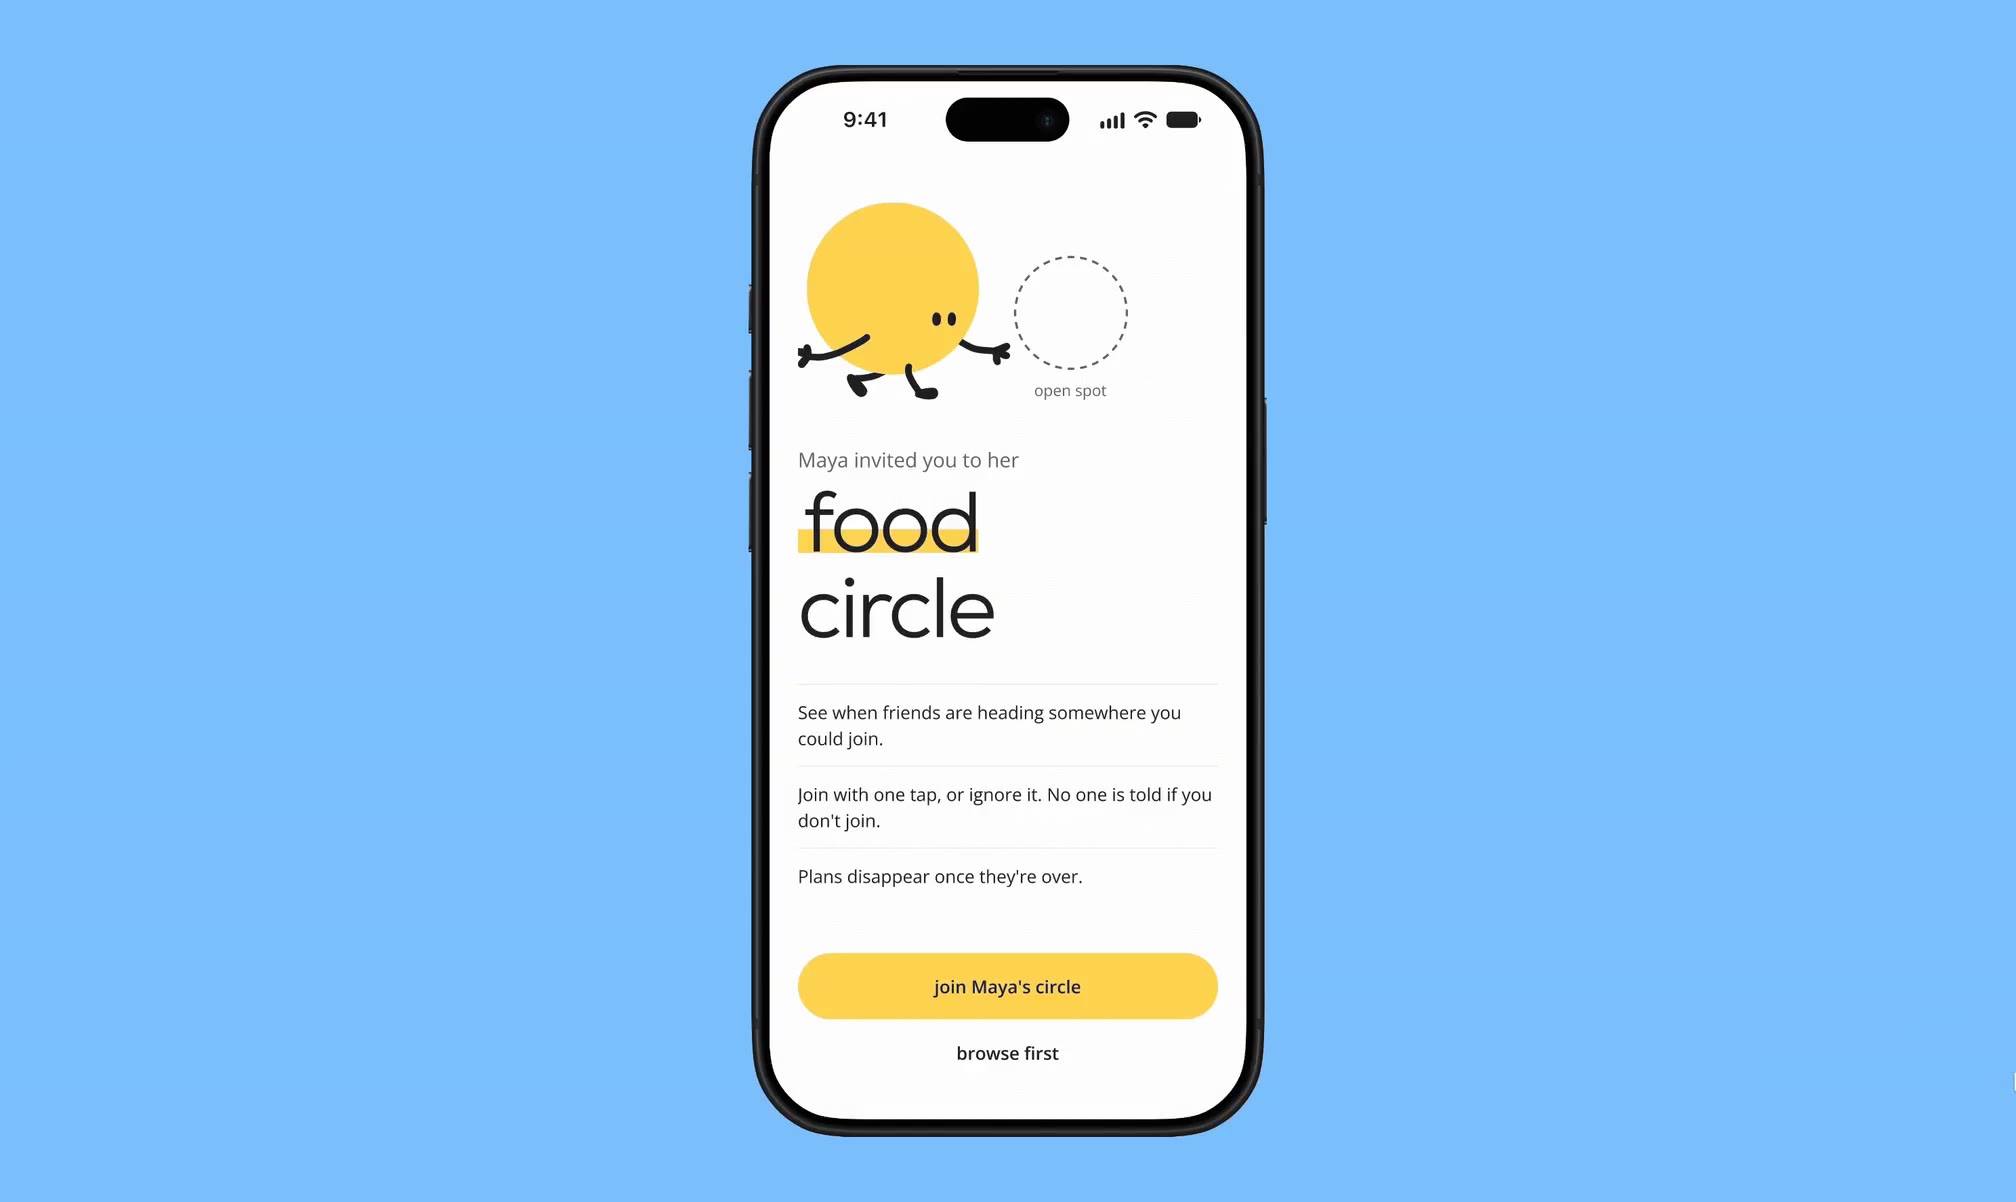 9:41
open spot
Maya invited you to her
food
circle
See when friends are heading somewhere you
could join.
Join with one tap, or ignore it. No one is told if you
don't join.
Plans disappear once they're over.
join Maya's circle
browse first